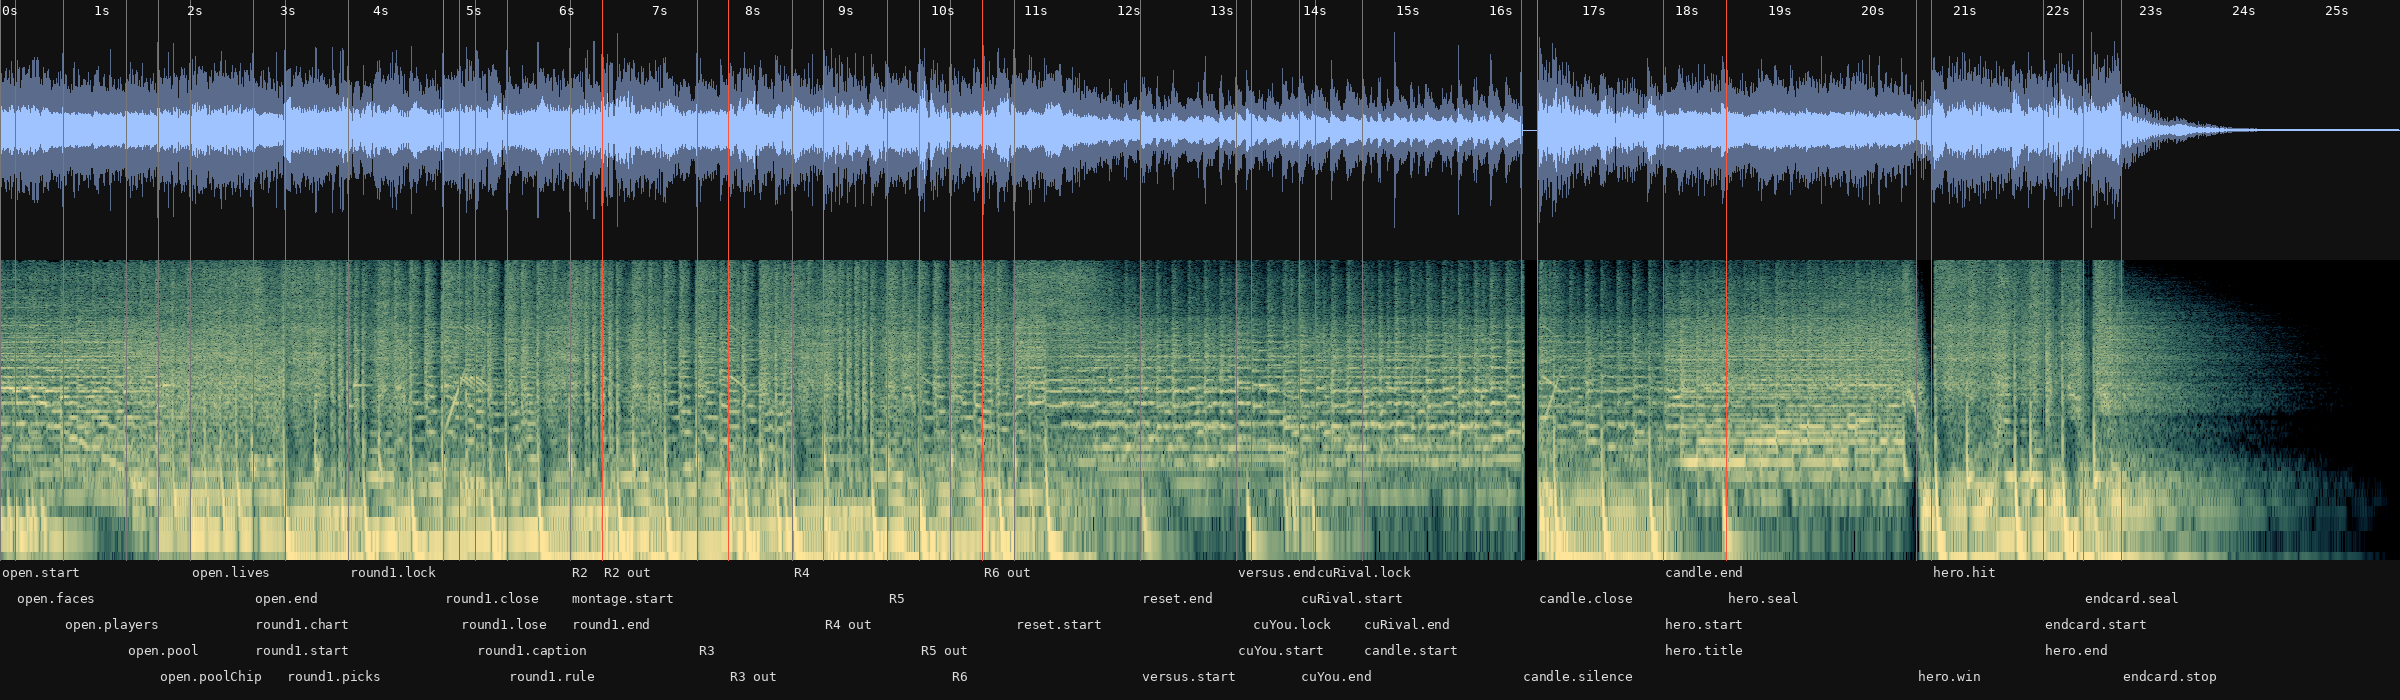 0s 1s 2s 3s 4s 5s 6s 7s 8s 9s 10s 11s 12s 13s 14s 15s 16s 17s 18s 19s 20s 21s 22s 23s 24s 25s
open.start open.lives round1.lock R2 R2 out R4 R6 out versus.endcuRival.lock candle.end hero.hit
open.faces open.end round1.close montage.start R5 reset.end cuRival.start candle.close hero.seal endcard.seal
open.players round1.chart round1.lose round1.end R4 out reset.start cuYou.lock cuRival.end hero.start endcard.start
open.pool round1.start round1.caption R3 R5 out cuYou.start candle.start hero.title hero.end
open.poolChip round1.picks round1.rule R3 out R6 versus.start cuYou.end candle.silence hero.win endcard.stop